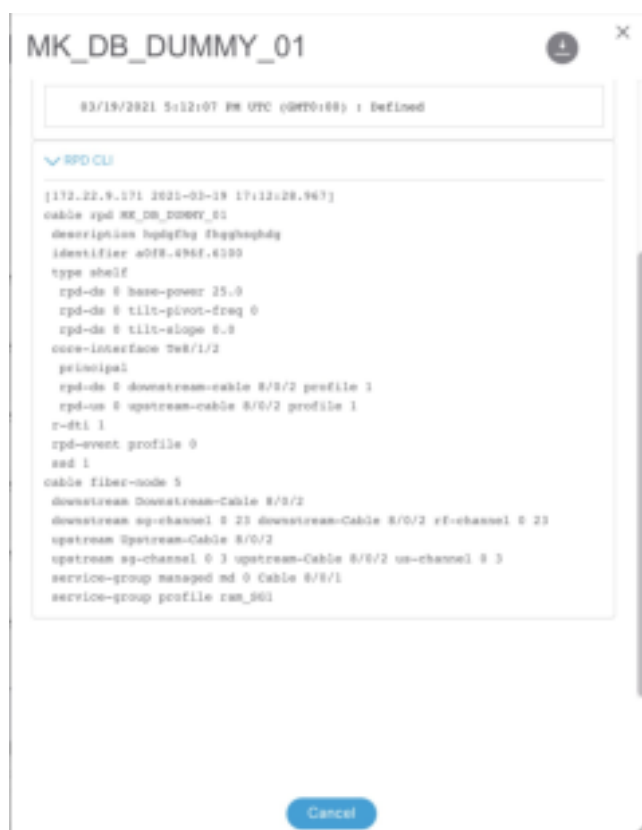 MK_DB_DUMMY_01
03/19/2021 5:12:07 PM UTC (GMT0:00) : Defined
RPD CLI
[172.22.9.171 2021-03-19 17:12:28.967]
cable rpd MK_DB_DUMMY_01
description
identifier a0f8.496f.6100
type shelf
rpd-ds 0 base-power 25.0
rpd-ds 0 tilt-pivot-freq 0
rpd-ds 0 tilt-slope 0.0
core-interface Te8/1/2
principal
rpd-ds 0 downstream-cable 8/0/2 profile 1
rpd-us 0 upstream-cable 8/0/2 profile 1
r-dti 1
rpd-event profile 0
ssd 1
cable fiber-node 5
downstream Downstream-Cable 8/0/2
downstream sg-channel 0 23 downstream-Cable 8/0/2 rf-channel 0 23
upstream Upstream-Cable 8/0/2
upstream sg-channel 0 3 upstream-Cable 8/0/2 us-channel 0 3
service-group managed md 0 Cable 8/0/1
service-group profile ram_SG1
Cancel